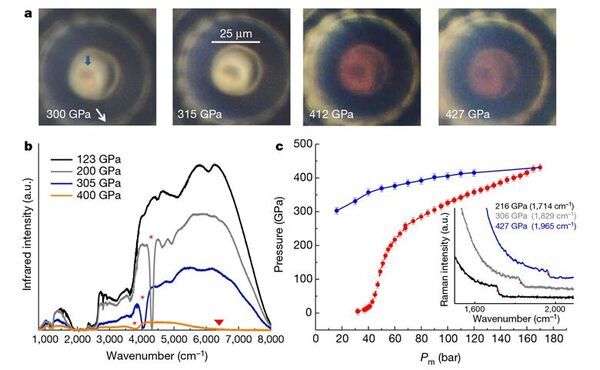 a
25 µm
300 GPa
315 GPa
412 GPa
427 GPa
b
123 GPa
200 GPa
305 GPa
400 GPa
Infrared intensity (a.u.)
1,000 2,000 3,000 4,000 5,000 6,000 7,000 8,000
Wavenumber (cm⁻¹)
c
500
400
300
200
100
0
Pressure (GPa)
0 20 40 60 80 100 120 140 160 180
Pm (bar)
216 GPa (1,714 cm⁻¹)
306 GPa (1,829 cm⁻¹)
427 GPa (1,965 cm⁻¹)
Raman intensity (a.u.)
1,600 2,000
Wavenumber (cm⁻¹)